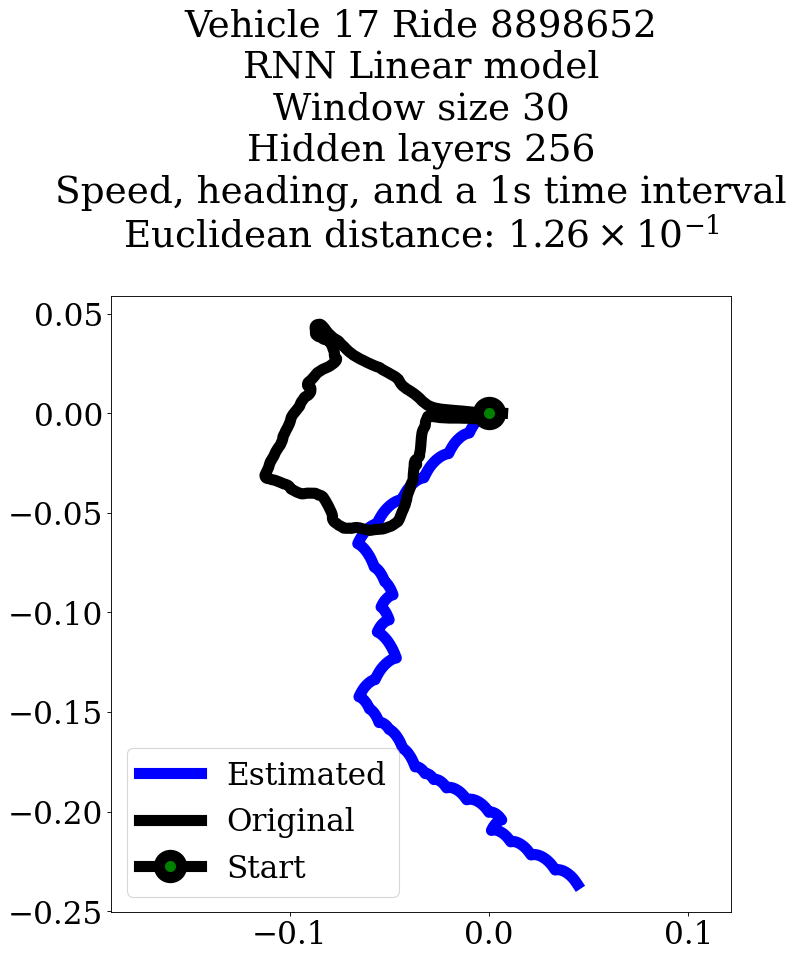 Vehicle 17 Ride 8898652
RNN Linear model
Window size 30
Hidden layers 256
Speed, heading, and a 1s time interval
Euclidean distance: 1.26 × 10⁻¹
0.05
0.00
−0.05
−0.10
−0.15
−0.20
−0.25
Estimated
Original
Start
−0.1
0.0
0.1